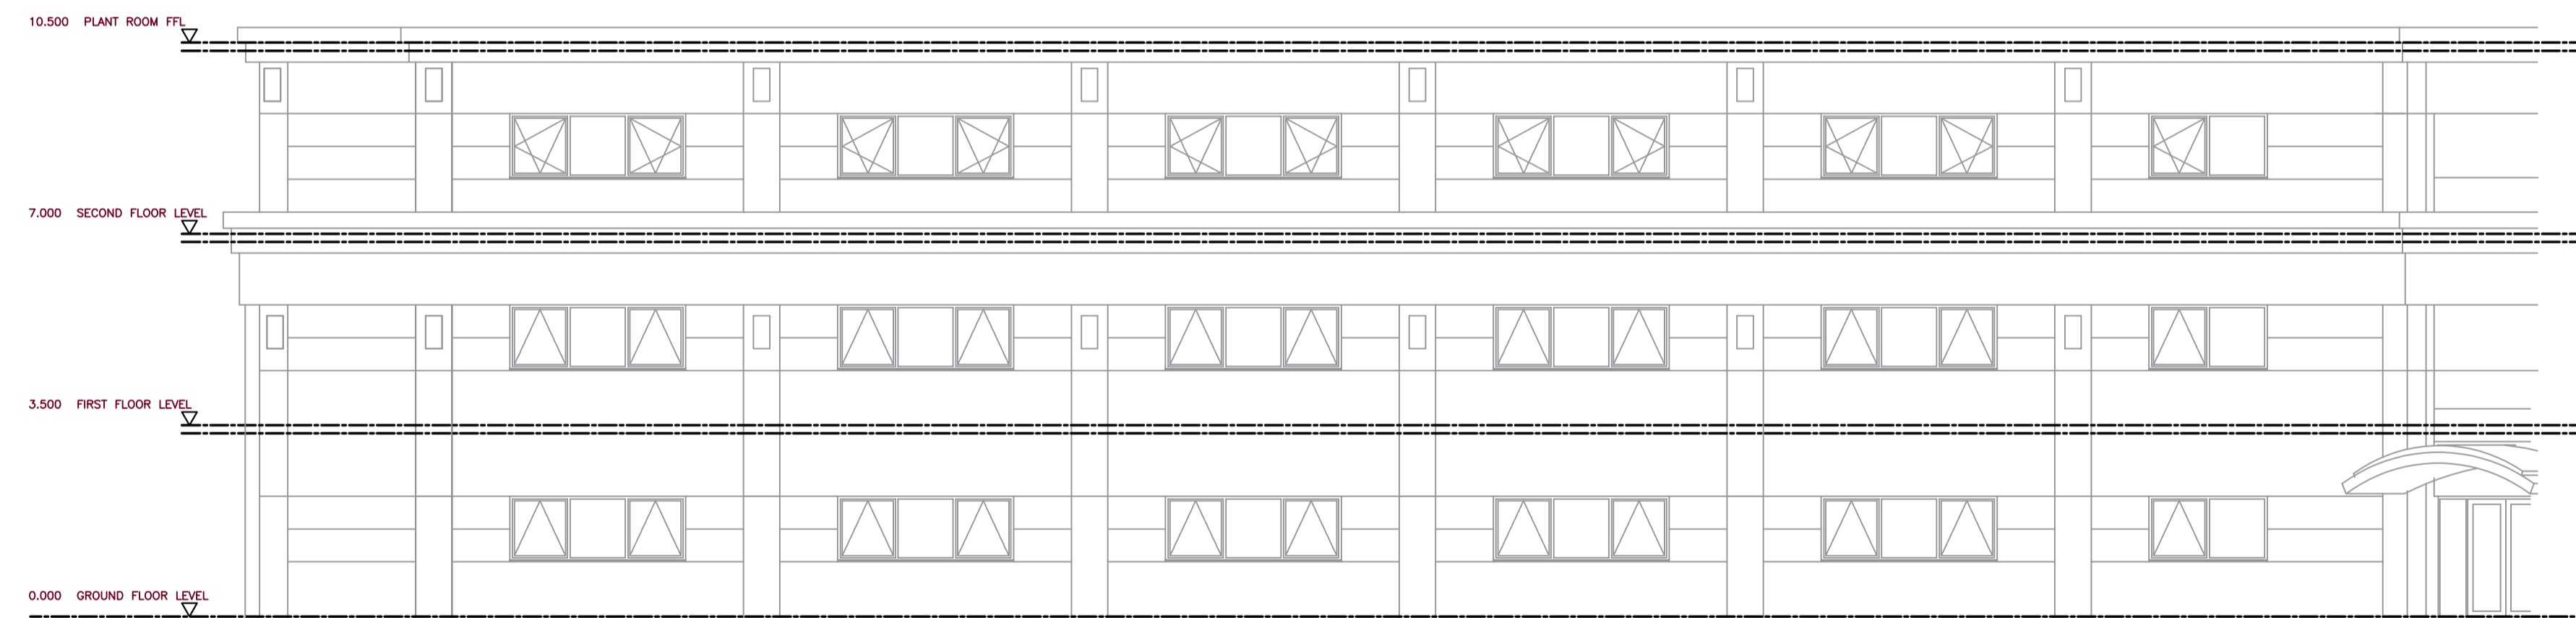 10.500 PLANT ROOM FFL
7.000 SECOND FLOOR LEVEL
3.500 FIRST FLOOR LEVEL
0.000 GROUND FLOOR LEVEL